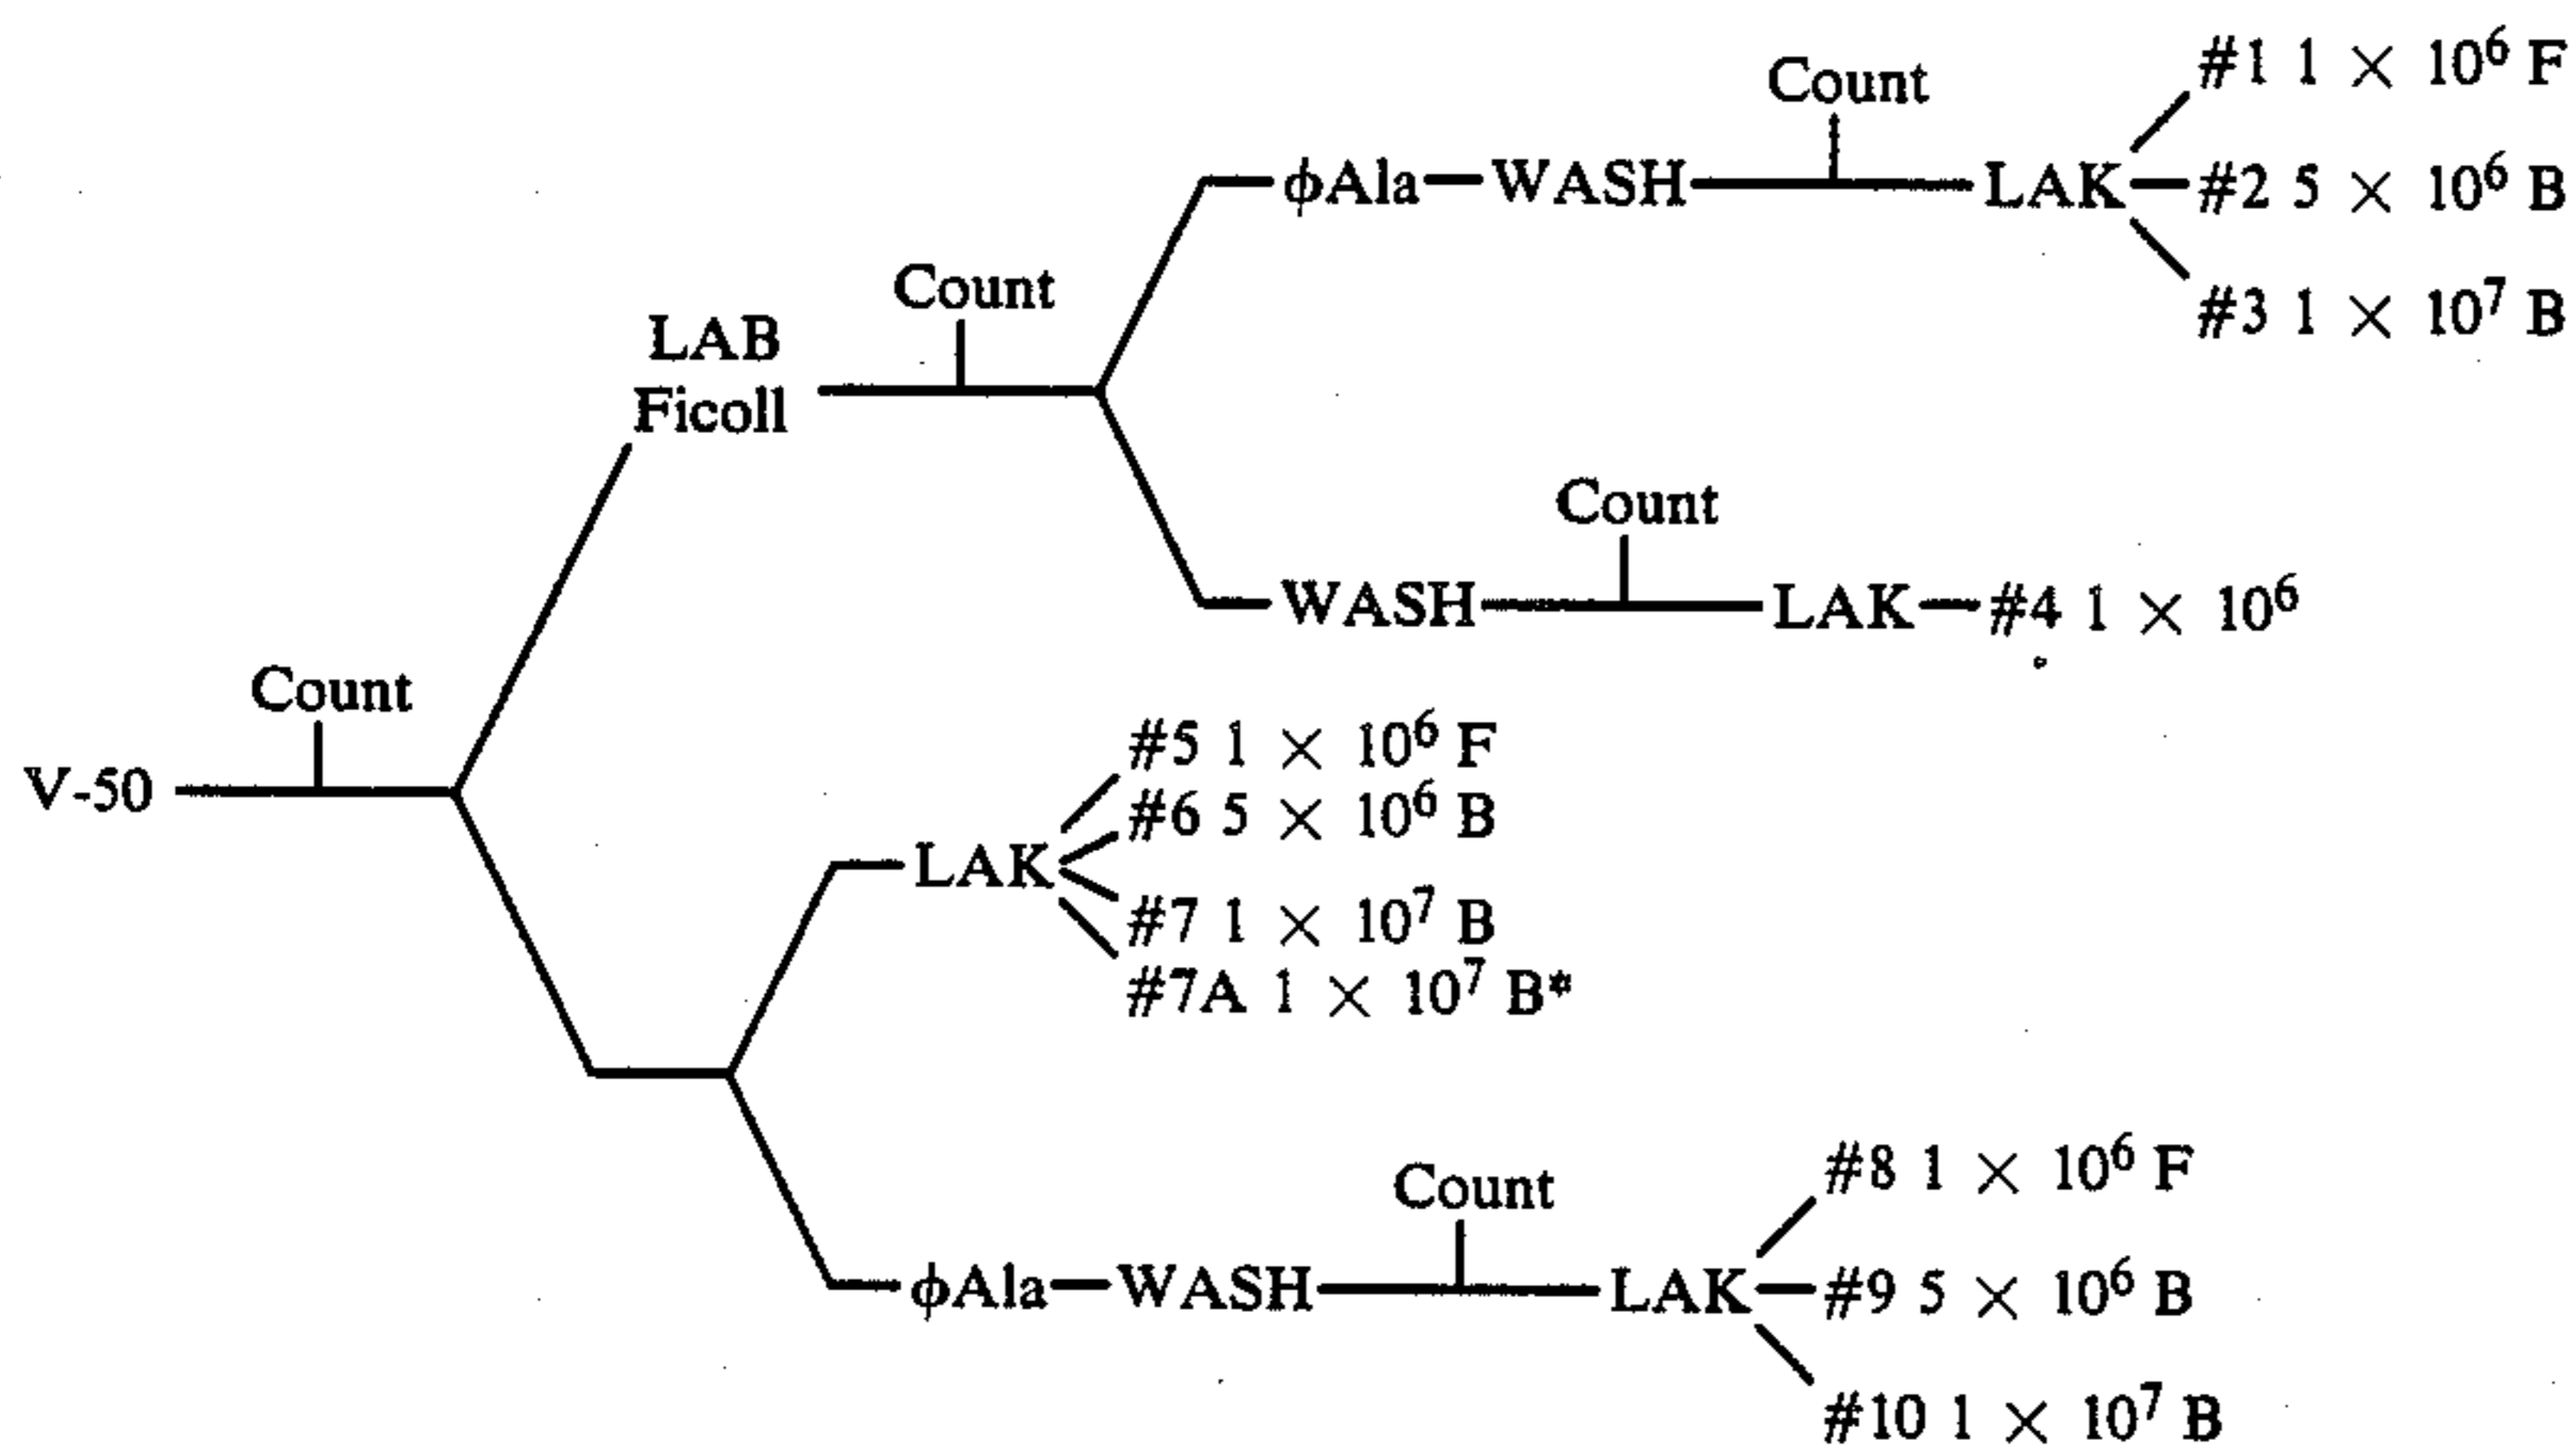 Count
#1 1 × 10⁶ F
ϕAla — WASH — LAK — #2 5 × 10⁶ B
#3 1 × 10⁷ B
Count
LAB
Ficoll
Count
WASH — LAK — #4 1 × 10⁶
Count
V-50
#5 1 × 10⁶ F
#6 5 × 10⁶ B
LAK
#7 1 × 10⁷ B
#7A 1 × 10⁷ B*
Count
#8 1 × 10⁶ F
ϕAla — WASH — LAK — #9 5 × 10⁶ B
#10 1 × 10⁷ B